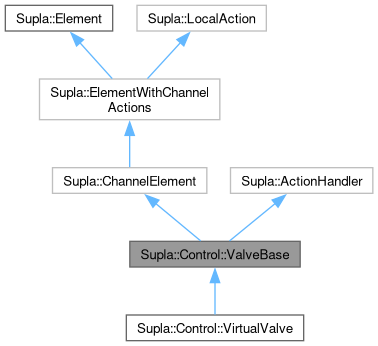 Supla::Element
Supla::LocalAction
Supla::ElementWithChannel
Actions
Supla::ChannelElement
Supla::ActionHandler
Supla::Control::ValveBase
Supla::Control::VirtualValve